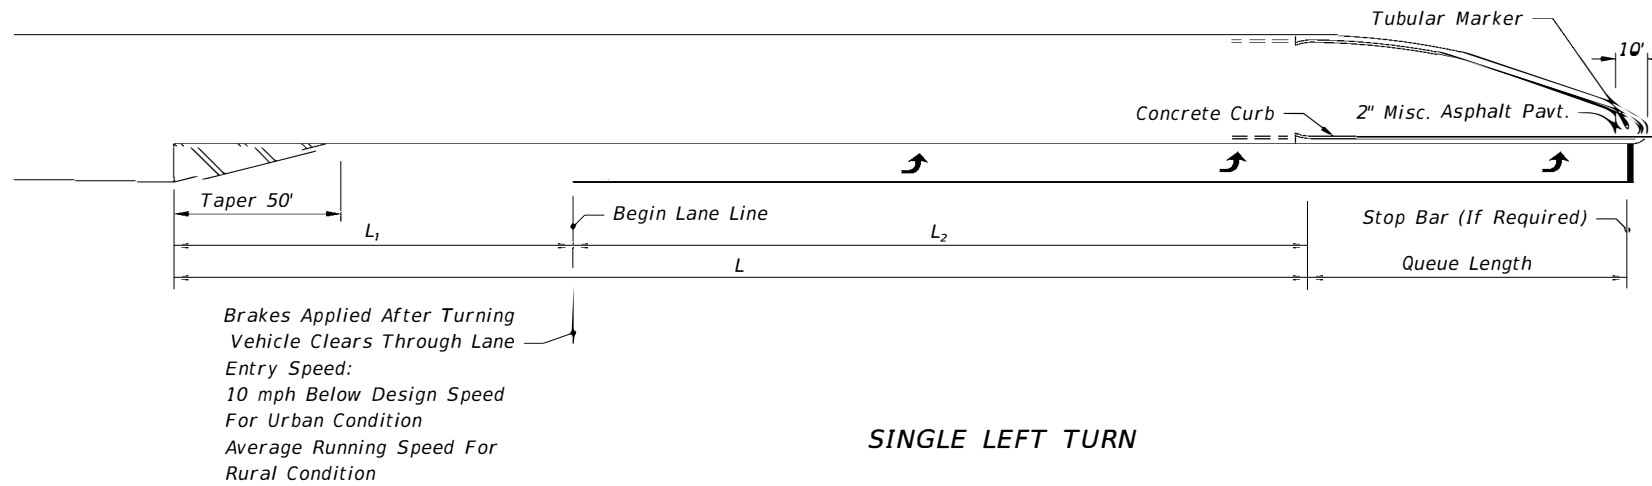 Tubular Marker
10'
Concrete Curb
2" Misc. Asphalt Pavt.
Taper 50'
Begin Lane Line
Stop Bar (If Required)
L₁
L₂
L
Queue Length
Brakes Applied After Turning
Vehicle Clears Through Lane
Entry Speed:
10 mph Below Design Speed
For Urban Condition
Average Running Speed For
Rural Condition
SINGLE LEFT TURN